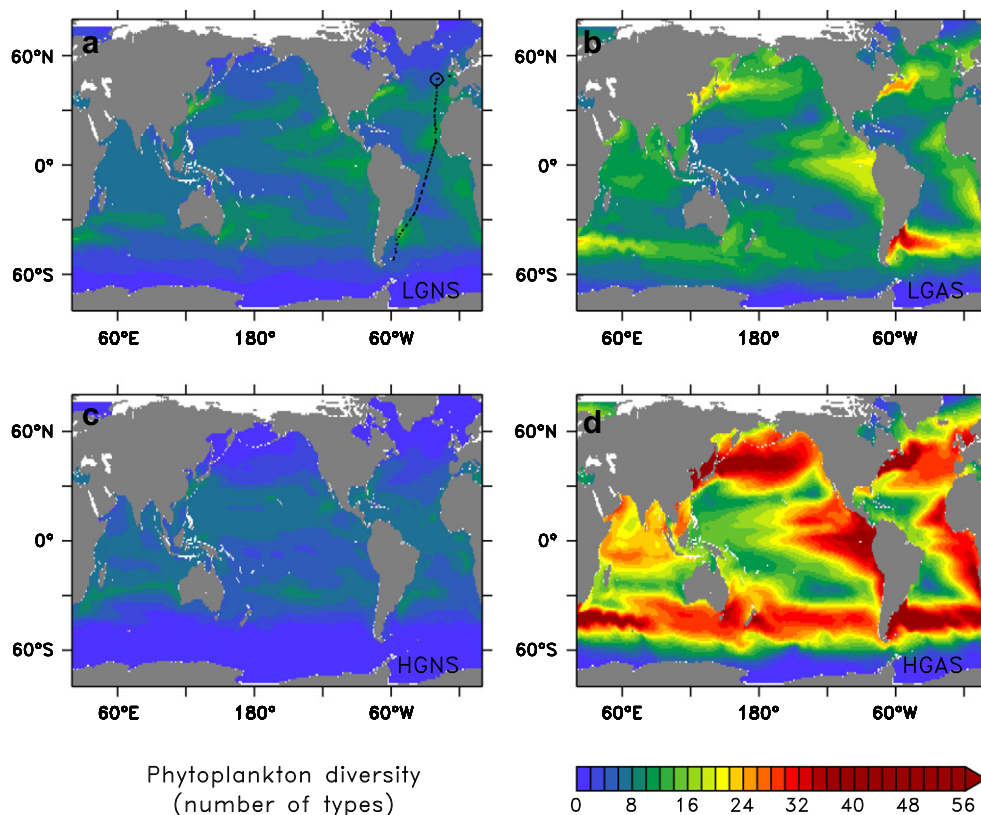 a
b
60°N
60°N
0°
0°
60°S
60°S
LGNS
LGAS
60°E
180°
60°W
60°E
180°
60°W
c
d
60°N
60°N
0°
0°
60°S
60°S
HGNS
HGAS
60°E
180°
60°W
60°E
180°
60°W
Phytoplankton diversity
(number of types)
0 8 16 24 32 40 48 56